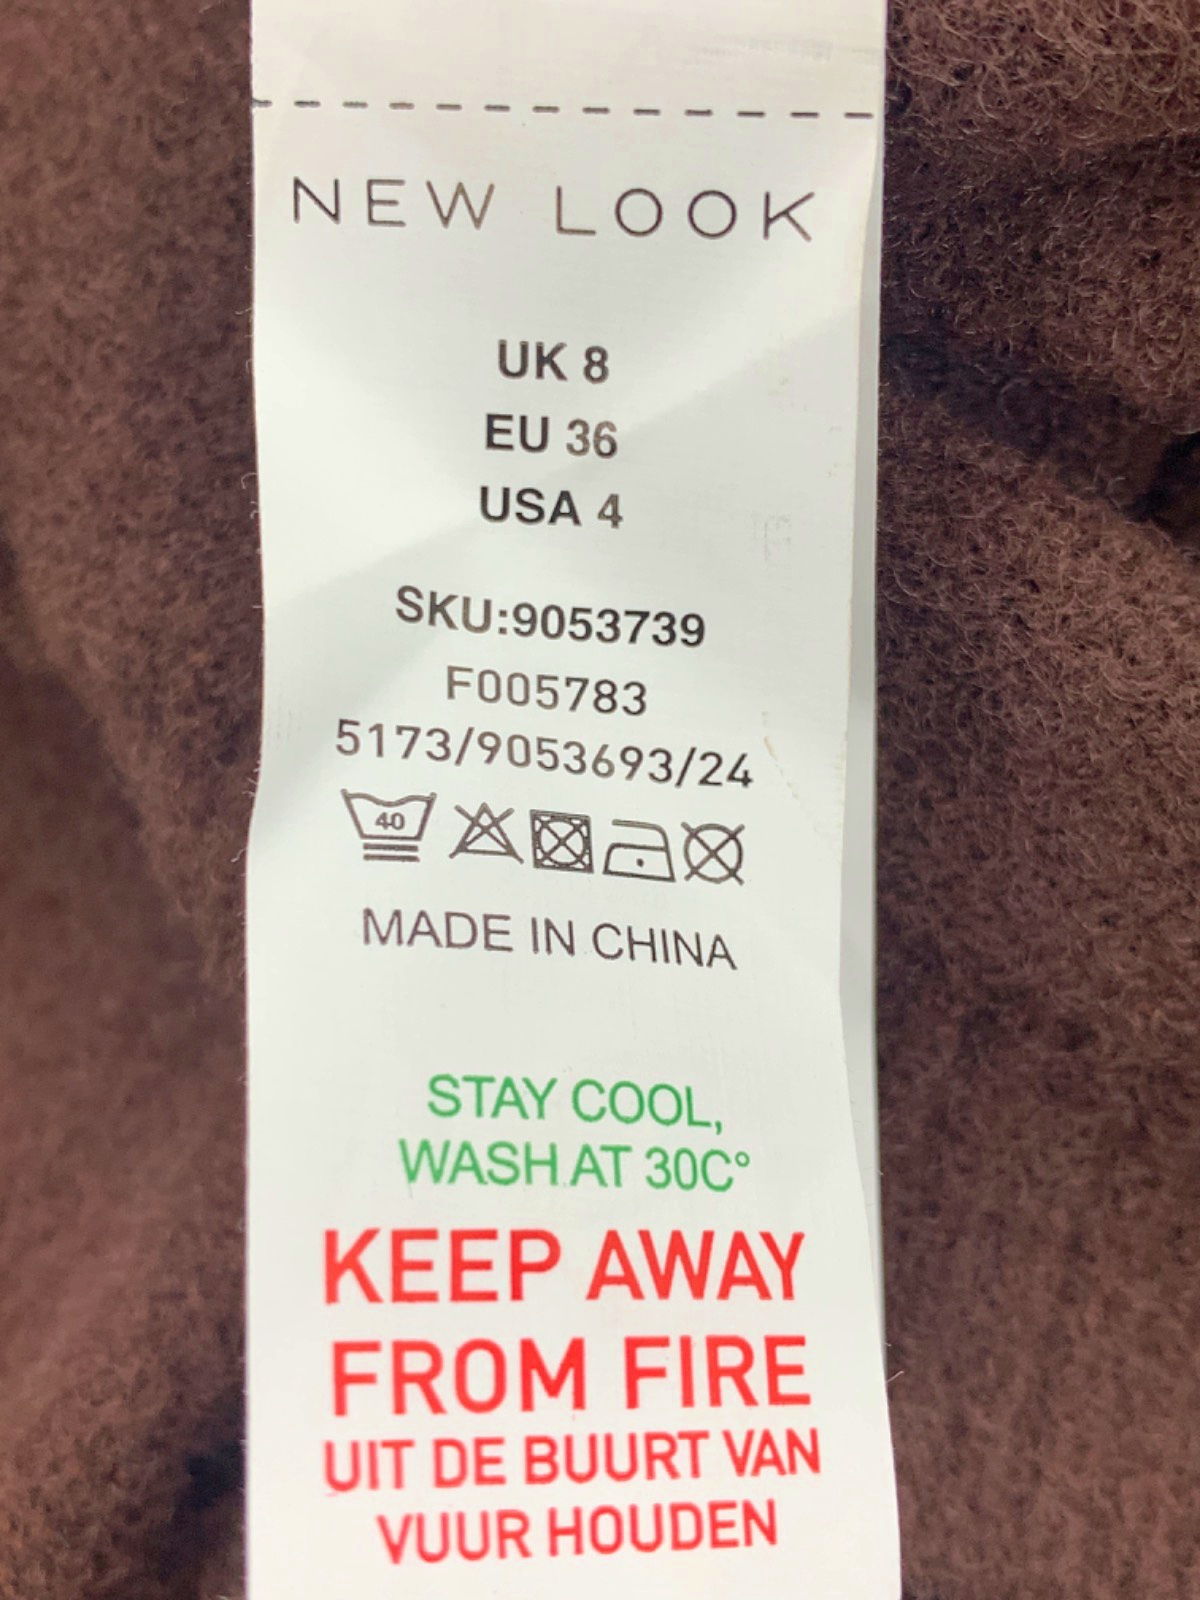 NEW LOOK
UK 8
EU 36
USA 4
SKU:9053739
F005783
5173/9053693/24
40
MADE IN CHINA
STAY COOL,
WASH AT 30C°
KEEP AWAY
FROM FIRE
UIT DE BUURT VAN
VUUR HOUDEN